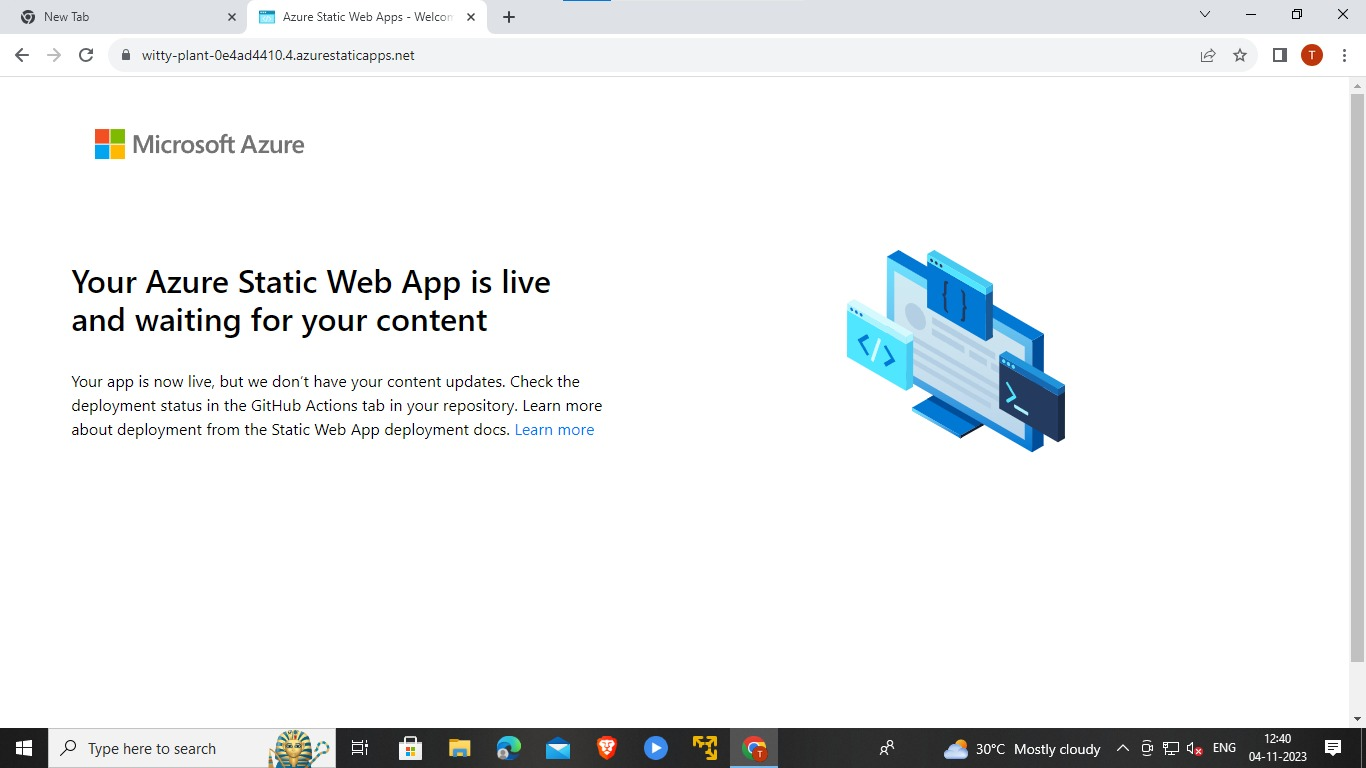 New Tab
Azure Static Web Apps - Welcom
witty-plant-0e4ad4410.4.azurestaticapps.net
T
Microsoft Azure
Your Azure Static Web App is live
and waiting for your content
Your app is now live, but we don’t have your content updates. Check the
deployment status in the GitHub Actions tab in your repository. Learn more
about deployment from the Static Web App deployment docs. Learn more
{ }
</>
>_
Type here to search
T
30°C Mostly cloudy
ENG
12:40
04-11-2023